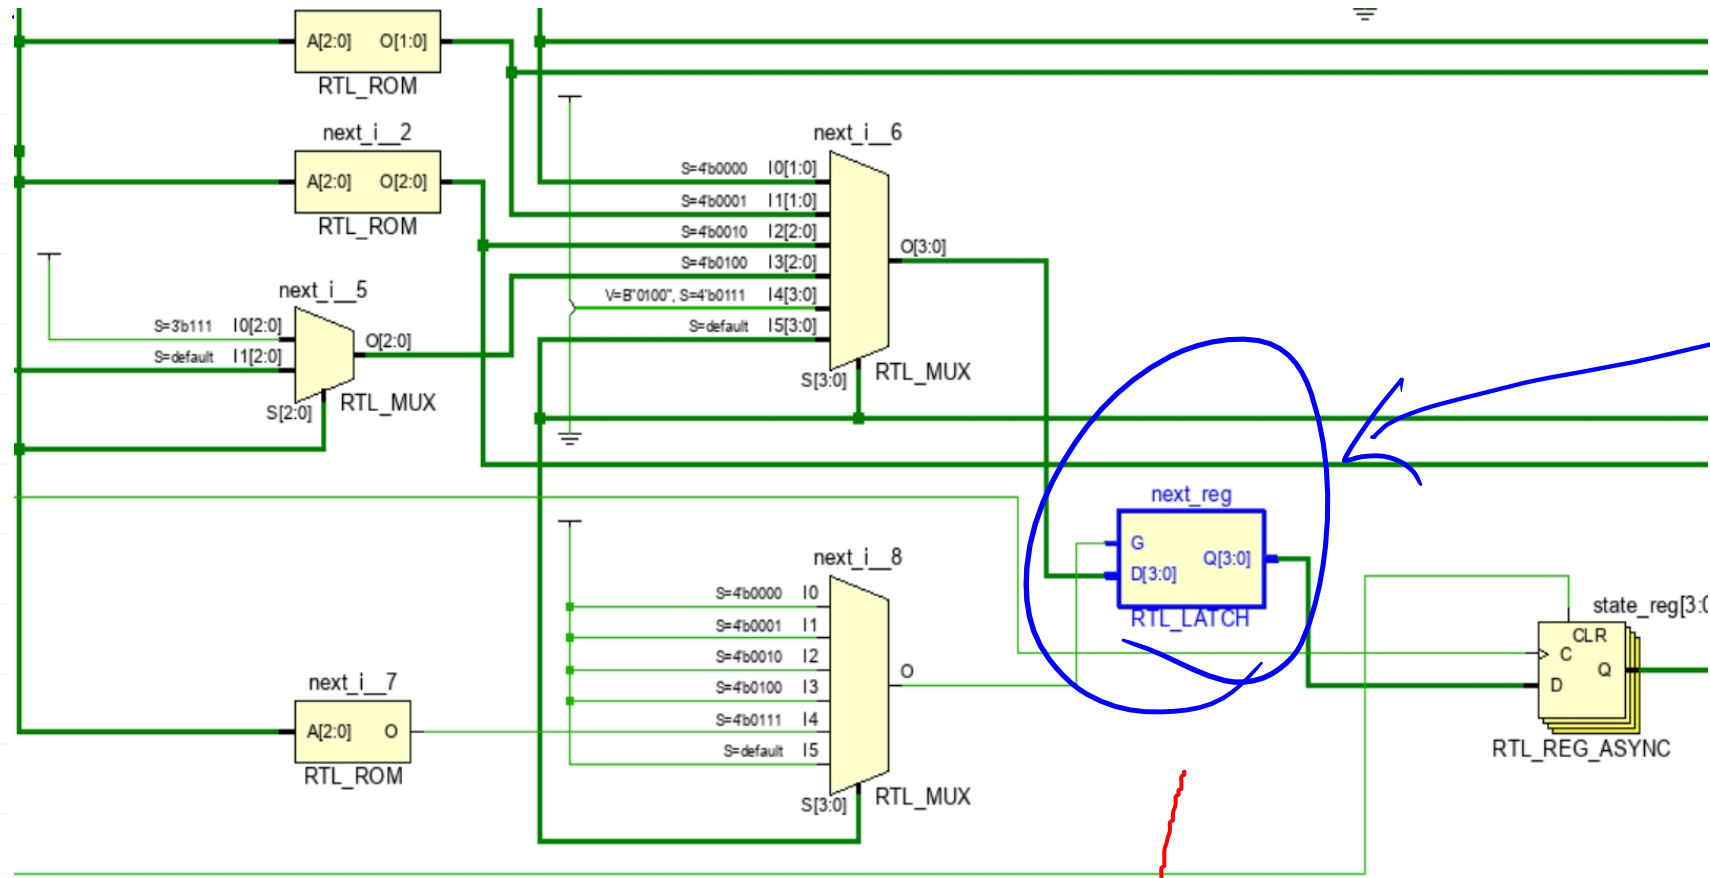 A[2:0] O[1:0]
RTL_ROM
next_i__2
A[2:0] O[2:0]
RTL_ROM
next_i__5
S=3'b111 I0[2:0]
S=default I1[2:0]
O[2:0]
S[2:0]
RTL_MUX
next_i__6
S=4'b0000 I0[1:0]
S=4'b0001 I1[1:0]
S=4'b0010 I2[2:0]
S=4'b0100 I3[2:0]
V=B"0100", S=4'b0111 I4[3:0]
S=default I5[3:0]
O[3:0]
S[3:0]
RTL_MUX
next_reg
G
D[3:0]
Q[3:0]
RTL_LATCH
next_i__7
A[2:0] O
RTL_ROM
next_i__8
S=4'b0000 I0
S=4'b0001 I1
S=4'b0010 I2
S=4'b0100 I3
S=4'b0111 I4
S=default I5
O
S[3:0]
RTL_MUX
state_reg[3:0
CLR
C
D
Q
RTL_REG_ASYNC